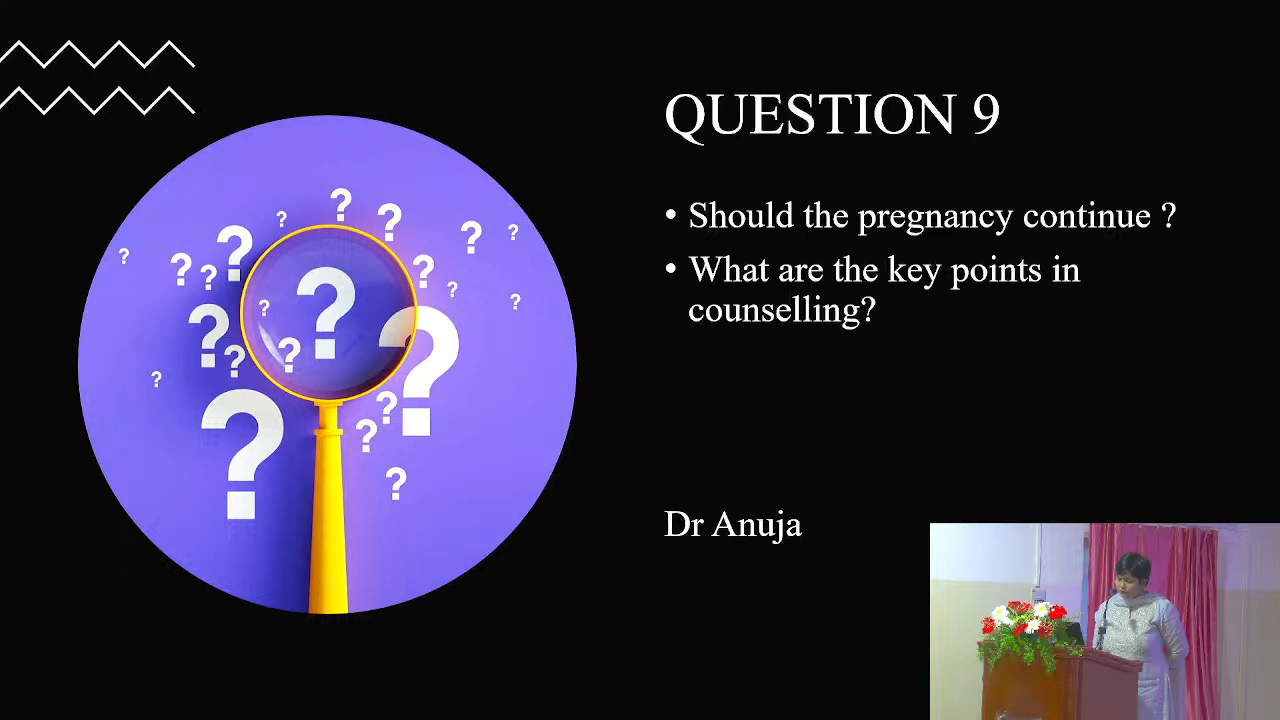 QUESTION 9
• Should the pregnancy continue ?
• What are the key points in
counselling?
Dr Anuja